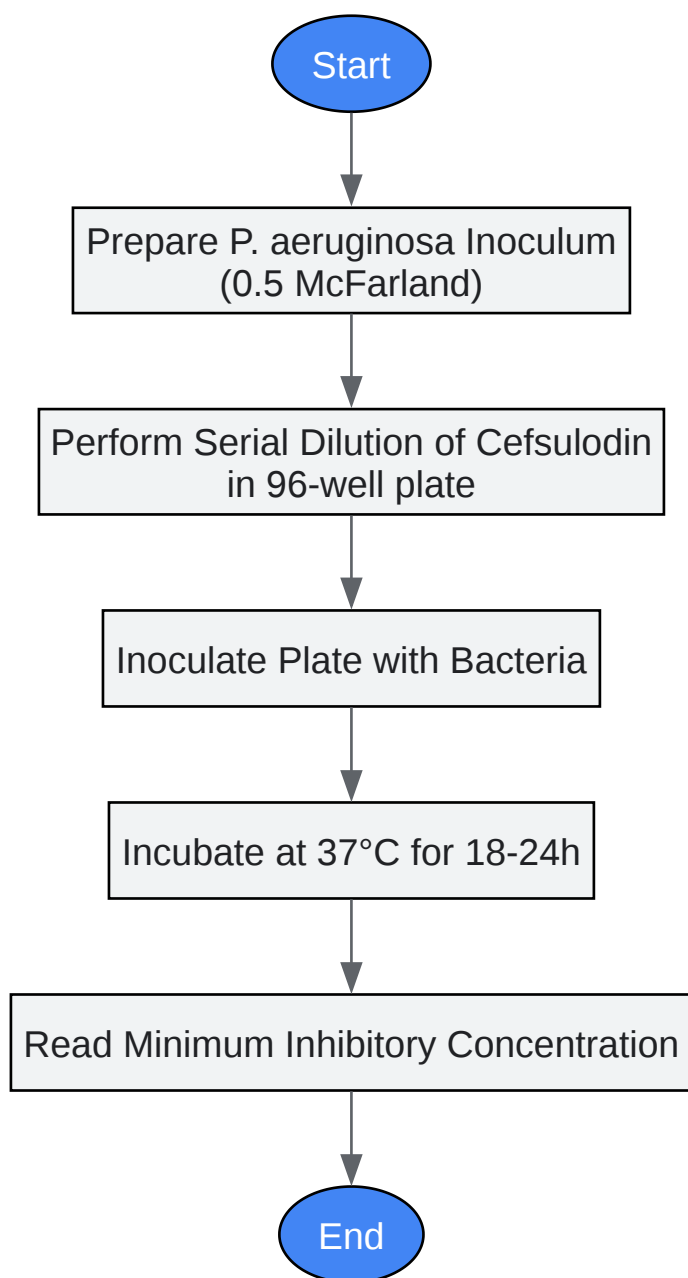 Start
Prepare P. aeruginosa Inoculum
(0.5 McFarland)
Perform Serial Dilution of Cefsulodin
in 96-well plate
Inoculate Plate with Bacteria
Incubate at 37°C for 18-24h
Read Minimum Inhibitory Concentration
End